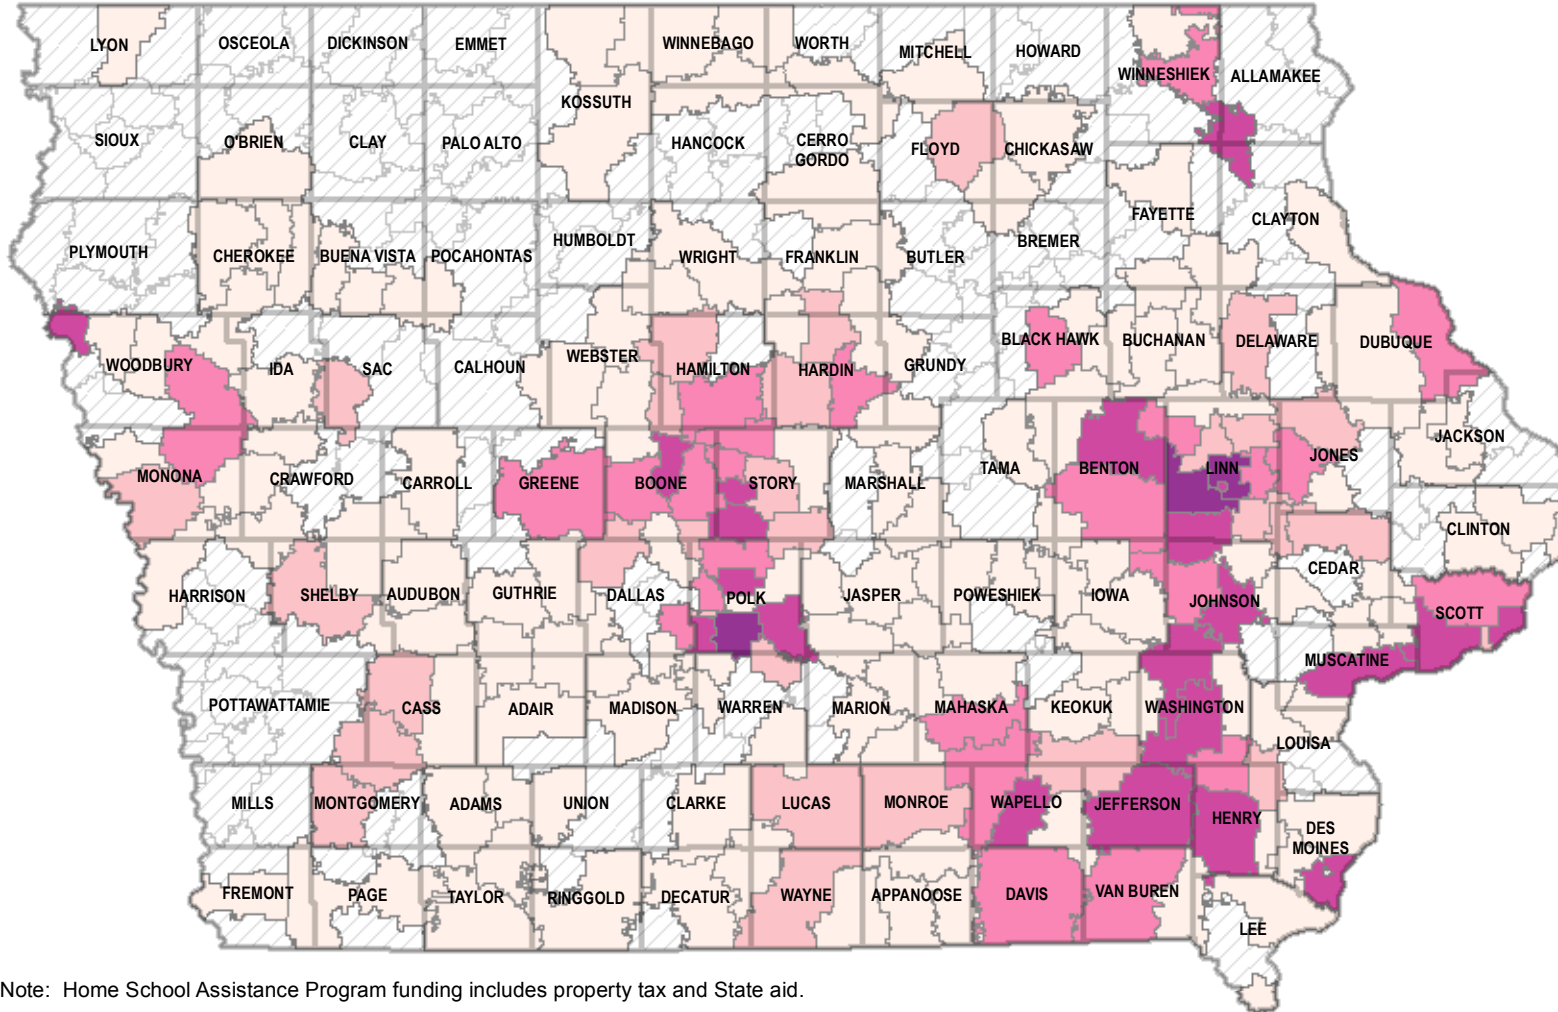 LYON
OSCEOLA
DICKINSON
EMMET
WINNEBAGO
WORTH
MITCHELL
HOWARD
WINNESHIEK
ALLAMAKEE
KOSSUTH
SIOUX
O'BRIEN
CLAY
PALO ALTO
HANCOCK
CERRO
GORDO
FLOYD
CHICKASAW
PLYMOUTH
CHEROKEE
BUENA VISTA
POCAHONTAS
HUMBOLDT
WRIGHT
FRANKLIN
BUTLER
BREMER
FAYETTE
CLAYTON
WOODBURY
IDA
SAC
CALHOUN
WEBSTER
HAMILTON
HARDIN
GRUNDY
BLACK HAWK
BUCHANAN
DELAWARE
DUBUQUE
MONONA
CRAWFORD
CARROLL
GREENE
BOONE
STORY
MARSHALL
TAMA
BENTON
LINN
JONES
JACKSON
CLINTON
HARRISON
SHELBY
AUDUBON
GUTHRIE
DALLAS
POLK
JASPER
POWESHIEK
IOWA
JOHNSON
CEDAR
SCOTT
MUSCATINE
POTTAWATTAMIE
CASS
ADAIR
MADISON
WARREN
MARION
MAHASKA
KEOKUK
WASHINGTON
LOUISA
MILLS
MONTGOMERY
ADAMS
UNION
CLARKE
LUCAS
MONROE
WAPELLO
JEFFERSON
HENRY
DES
MOINES
FREMONT
PAGE
TAYLOR
RINGGOLD
DECATUR
WAYNE
APPANOOSE
DAVIS
VAN BUREN
LEE
Note:  Home School Assistance Program funding includes property tax and State aid.